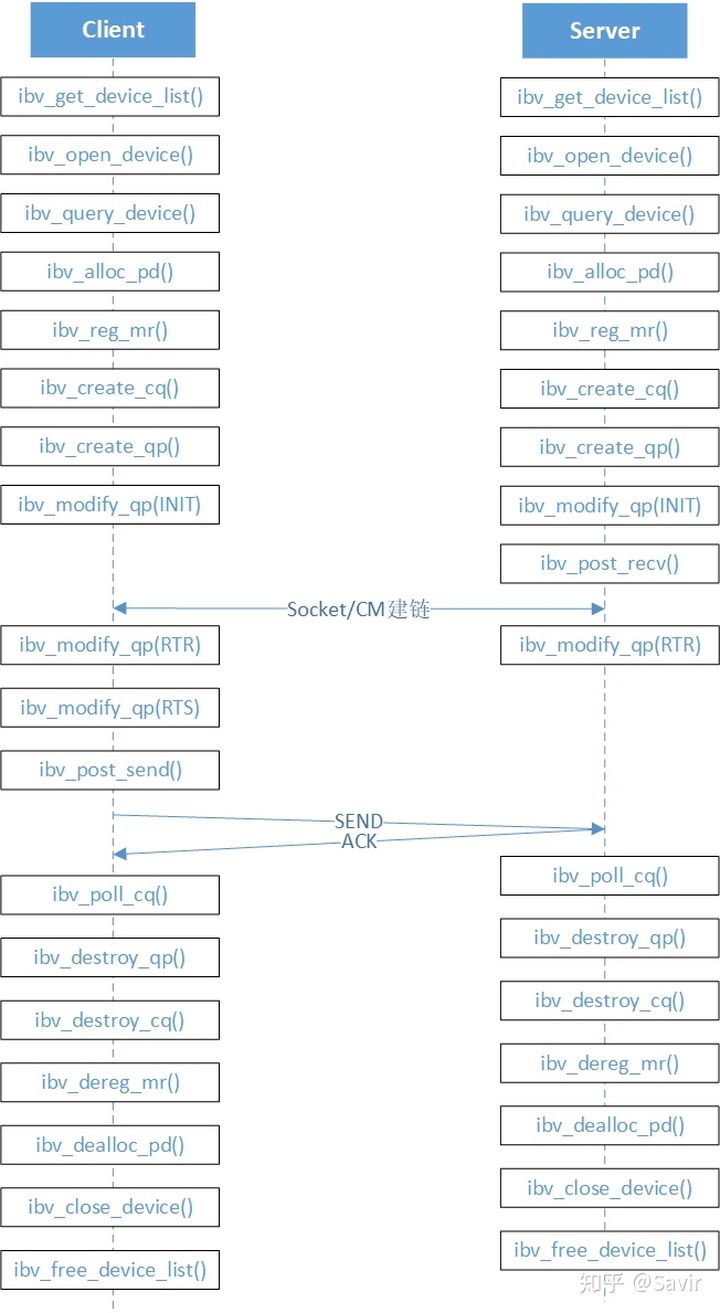 Client
Server
ibv_get_device_list()
ibv_get_device_list()
ibv_open_device()
ibv_open_device()
ibv_query_device()
ibv_query_device()
ibv_alloc_pd()
ibv_alloc_pd()
ibv_reg_mr()
ibv_reg_mr()
ibv_create_cq()
ibv_create_cq()
ibv_create_qp()
ibv_create_qp()
ibv_modify_qp(INIT)
ibv_modify_qp(INIT)
ibv_post_recv()
Socket/CM建链
ibv_modify_qp(RTR)
ibv_modify_qp(RTR)
ibv_modify_qp(RTS)
ibv_post_send()
SEND
ACK
ibv_poll_cq()
ibv_poll_cq()
ibv_destroy_qp()
ibv_destroy_qp()
ibv_destroy_cq()
ibv_destroy_cq()
ibv_dereg_mr()
ibv_dereg_mr()
ibv_dealloc_pd()
ibv_dealloc_pd()
ibv_close_device()
ibv_close_device()
ibv_free_device_list()
ibv_free_device_list()
知乎 @Savir